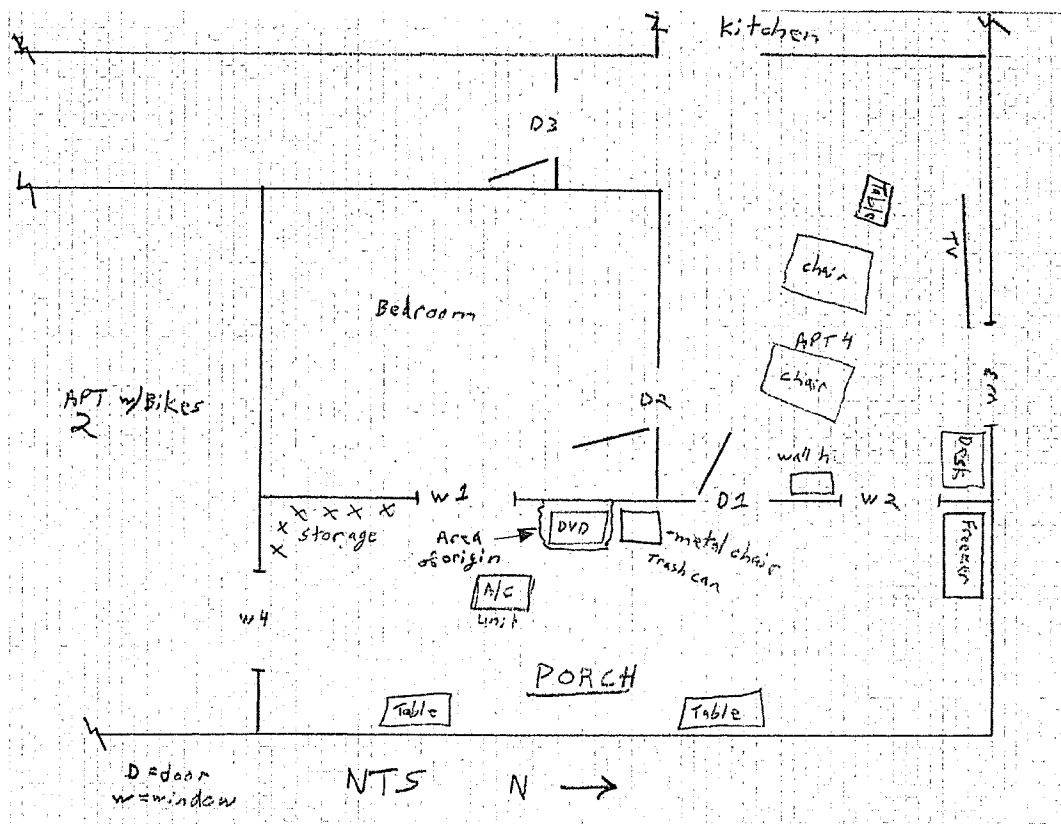 Kitchen
D3
Table
TV
chair
Bedroom
APT 4
chair
W3
APT w/Bikes
2
D2
Desk
wall h
W1
D1
W2
x x x x x x
storage
Area
of origin
DVD
metal chair
Trash can
Freezer
A/C
unit
W4
PORCH
Table
Table
D = door
W = window
NTS
N